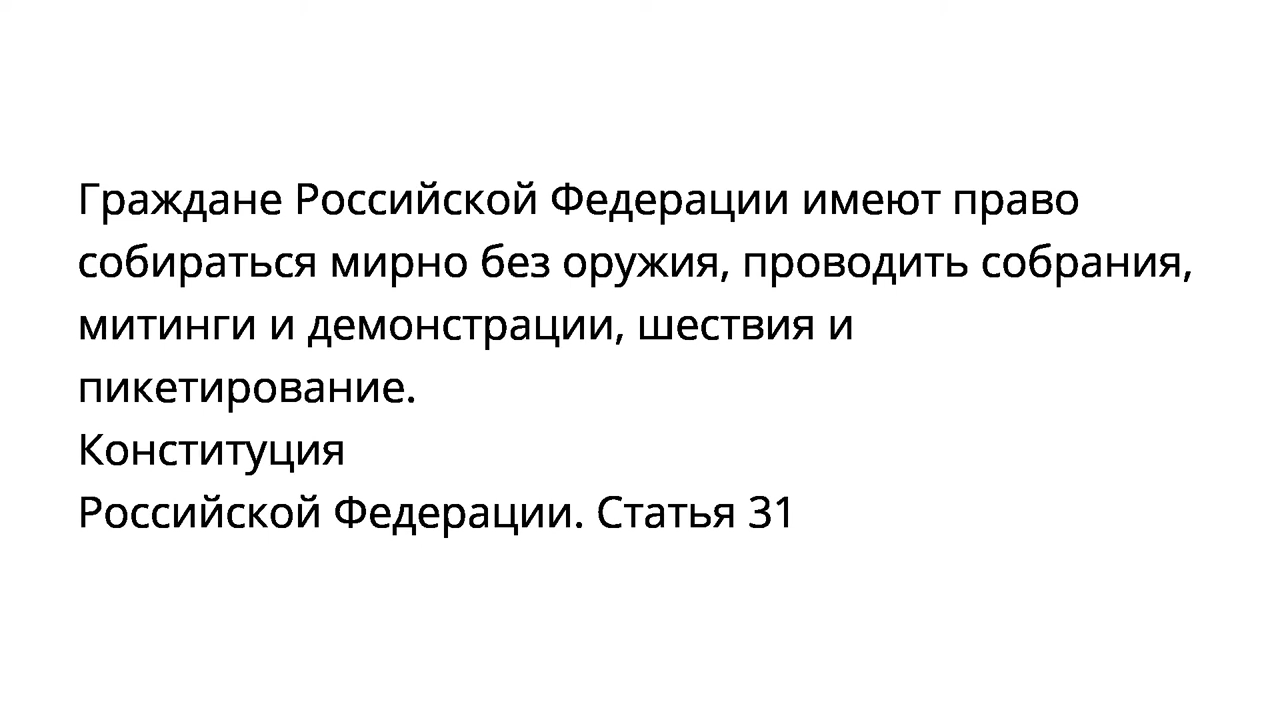 Граждане Российской Федерации имеют право
собираться мирно без оружия, проводить собрания,
митинги и демонстрации, шествия и
пикетирование.
Конституция
Российской Федерации. Статья 31